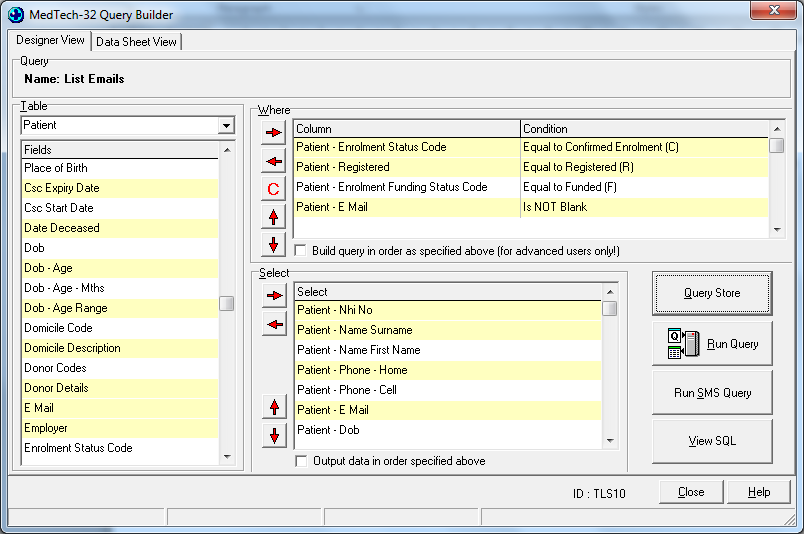 MedTech-32 Query Builder
Designer View
Data Sheet View
Query
Name: List Emails
Table
Patient
Fields
Place of Birth
Csc Expiry Date
Csc Start Date
Date Deceased
Dob
Dob - Age
Dob - Age - Mths
Dob - Age Range
Domicile Code
Domicile Description
Donor Codes
Donor Details
E Mail
Employer
Enrolment Status Code
Where
C
Column Condition
Patient - Enrolment Status Code Equal to Confirmed Enrolment (C)
Patient - Registered Equal to Registered (R)
Patient - Enrolment Funding Status Code Equal to Funded (F)
Patient - E Mail Is NOT Blank
Build query in order as specified above (for advanced users only!)
Select
Select
Patient - Nhi No
Patient - Name Surname
Patient - Name First Name
Patient - Phone - Home
Patient - Phone - Cell
Patient - E Mail
Patient - Dob
Output data in order specified above
Query Store
Q
Run Query
Run SMS Query
View SQL
ID : TLS10
Close
Help